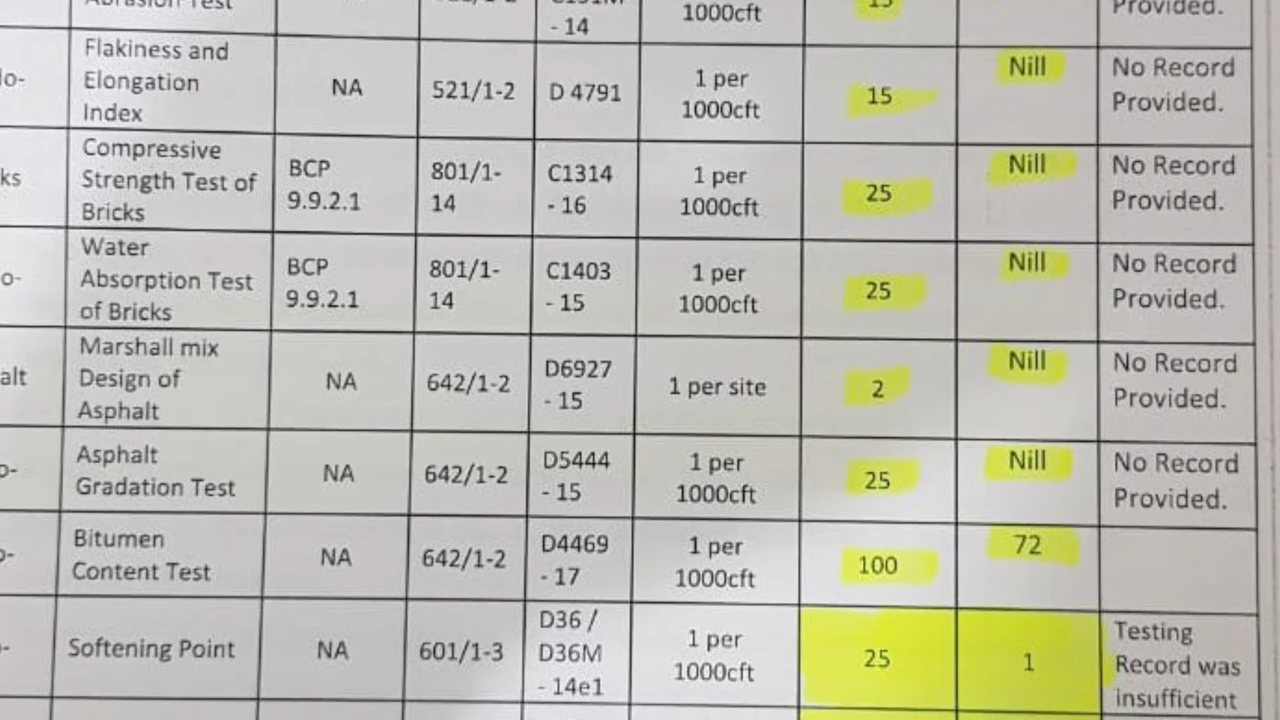 Abrasion Test
- 14
1000cft
15
Provided.
lo-
Flakiness and
Elongation
Index
NA
521/1-2
D 4791
1 per
1000cft
15
Nill
No Record
Provided.
ks
Compressive
Strength Test of
Bricks
BCP
9.9.2.1
801/1-
14
C1314
- 16
1 per
1000cft
25
Nill
No Record
Provided.
o-
Water
Absorption Test
of Bricks
BCP
9.9.2.1
801/1-
14
C1403
- 15
1 per
1000cft
25
Nill
No Record
Provided.
alt
Marshall mix
Design of
Asphalt
NA
642/1-2
D6927
- 15
1 per site
2
Nill
No Record
Provided.
o-
Asphalt
Gradation Test
NA
642/1-2
D5444
- 15
1 per
1000cft
25
Nill
No Record
Provided.
o-
Bitumen
Content Test
NA
642/1-2
D4469
- 17
1 per
1000cft
100
72
Softening Point
NA
601/1-3
D36 /
D36M
- 14e1
1 per
1000cft
25
1
Testing
Record was
insufficient